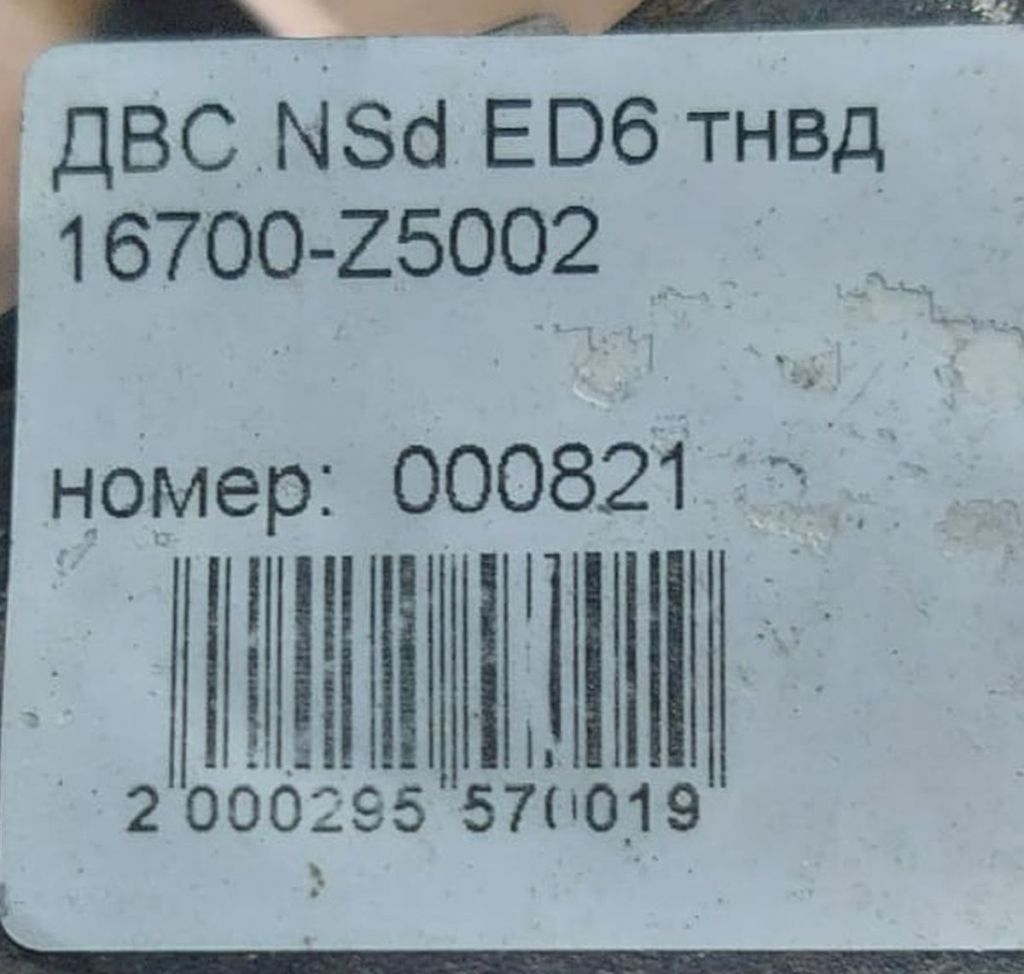 ДВС NSd ED6 ТНВД
16700-Z5002
номер: 000821
2 000295 570019